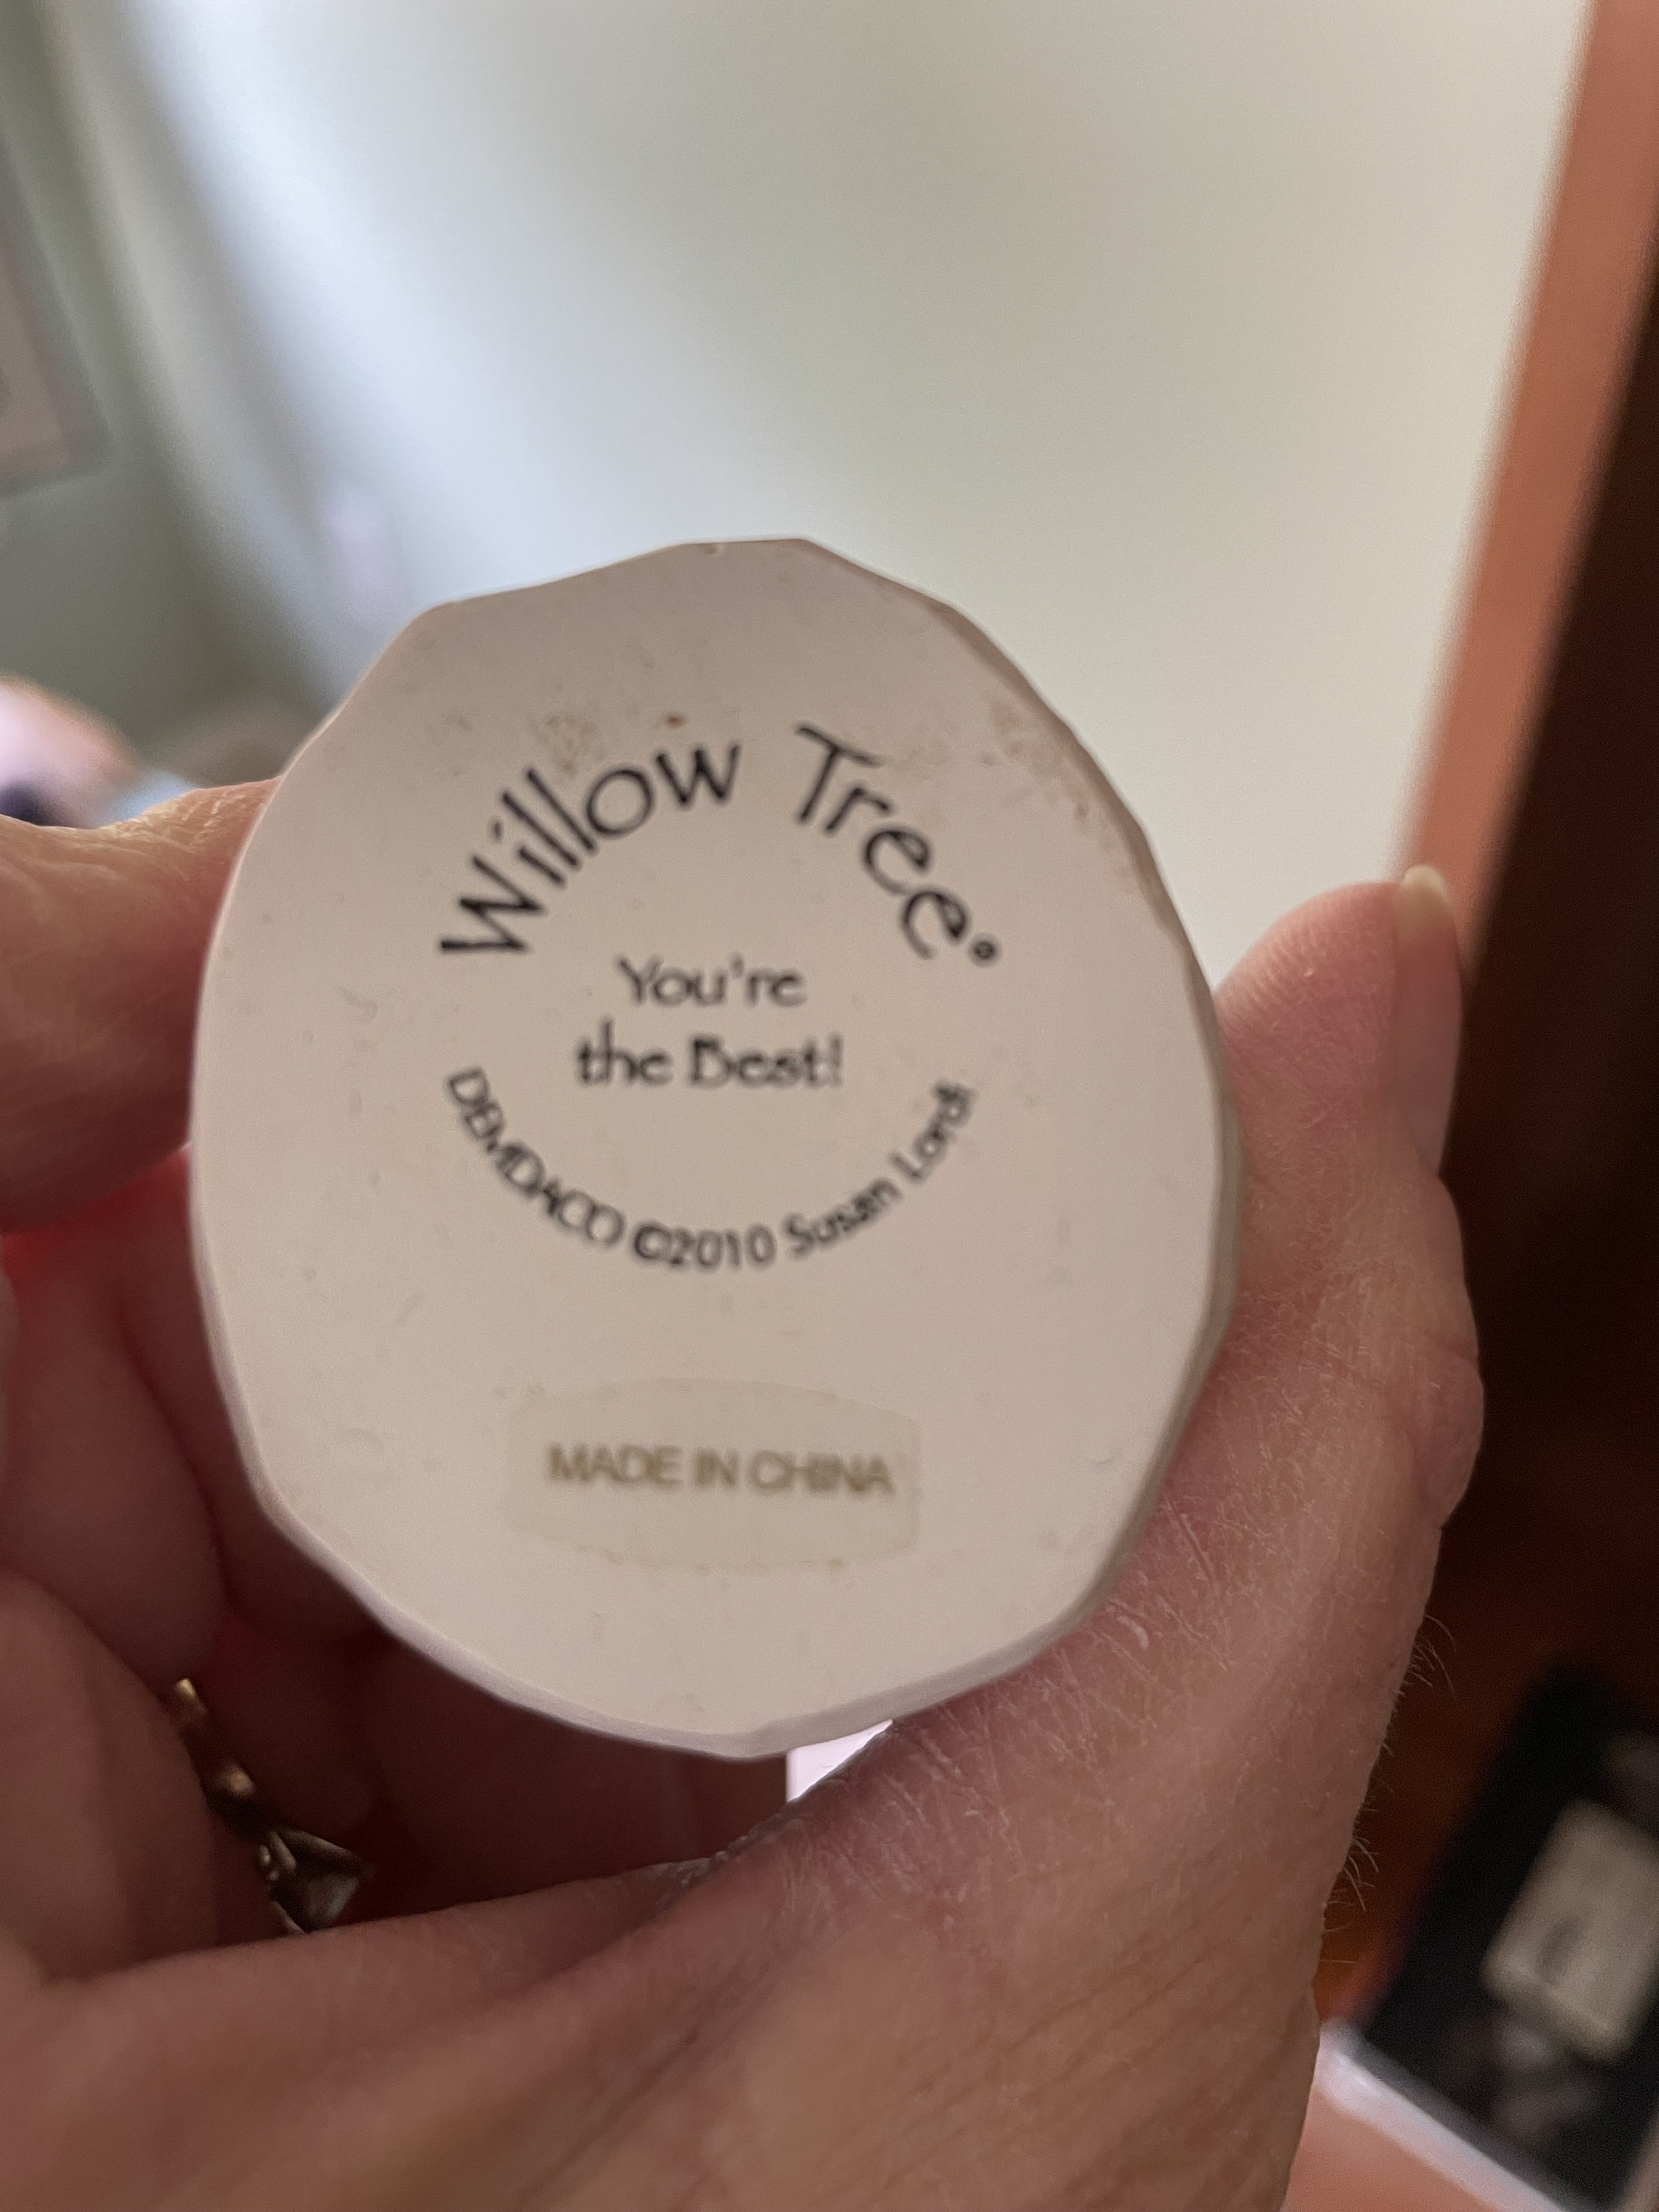 Willow Tree®
You're
the Best!
DEMDACO ©2010 Susan Lordi
MADE IN CHINA